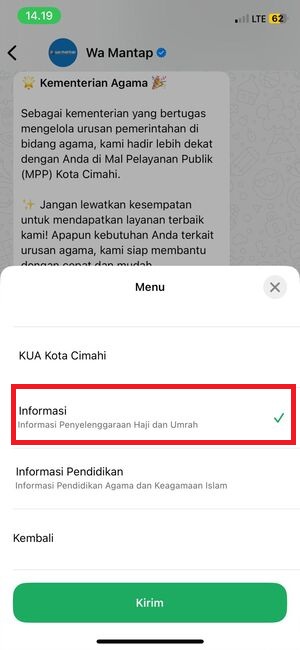 14.19
LTE 62
Wa Mantap
🌟 Kementerian Agama 🎉
Sebagai kementerian yang bertugas
mengelola urusan pemerintahan di
bidang agama, kami hadir lebih dekat
dengan Anda di Mal Pelayanan Publik
(MPP) Kota Cimahi.
✨ Jangan lewatkan kesempatan
untuk mendapatkan layanan terbaik
kami! Apapun kebutuhan Anda terkait
urusan agama, kami siap membantu
dengan cepat dan mudah
Menu
KUA Kota Cimahi
Informasi
Informasi Penyelenggaraan Haji dan Umrah
Informasi Pendidikan
Informasi Pendidikan Agama dan Keagamaan Islam
Kembali
Kirim